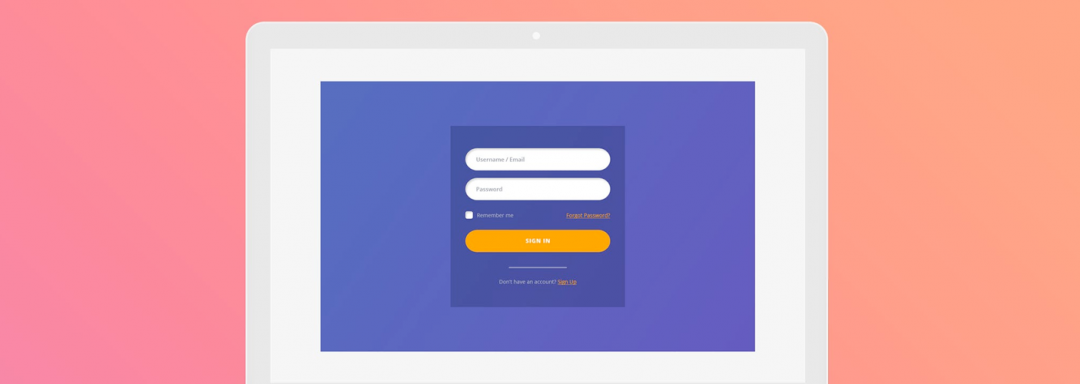 Username / Email
Password
Remember me Forgot Password?
SIGN IN
Don't have an account? Sign Up